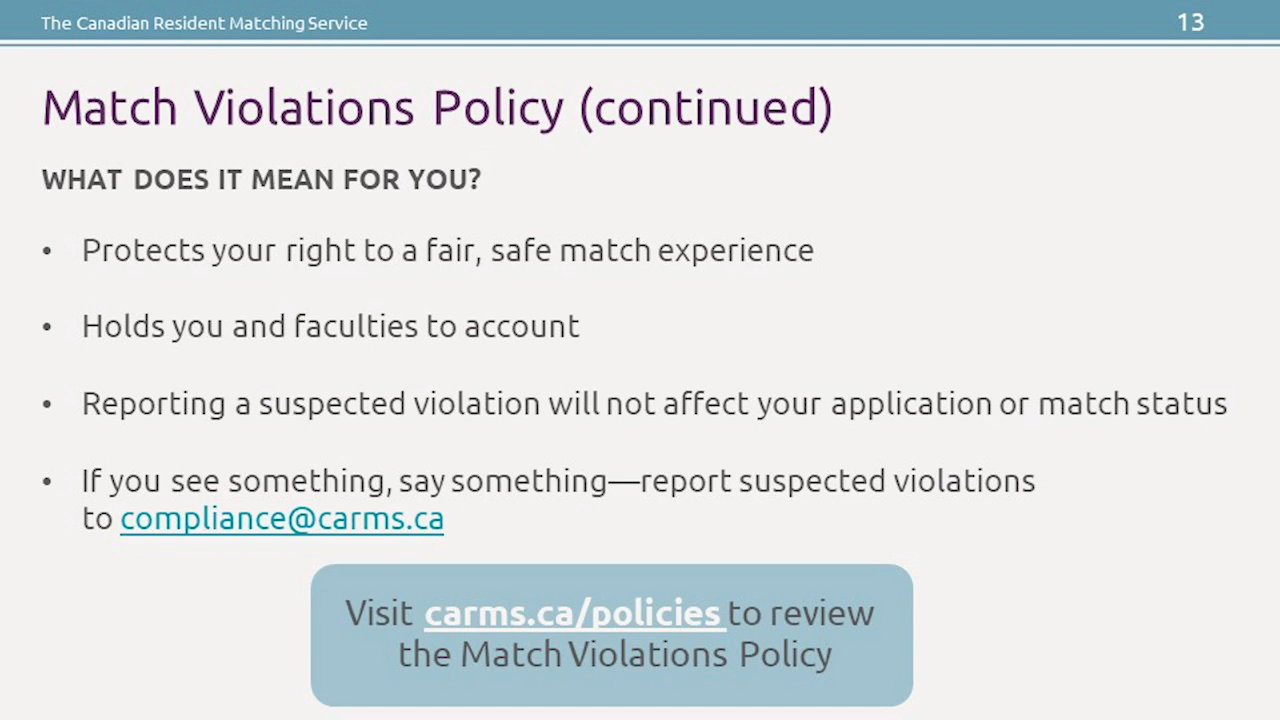 The Canadian Resident Matching Service 13
Match Violations Policy (continued)
WHAT DOES IT MEAN FOR YOU?
• Protects your right to a fair, safe match experience
• Holds you and faculties to account
• Reporting a suspected violation will not affect your application or match status
• If you see something, say something—report suspected violations
to compliance@carms.ca
Visit carms.ca/policies to review
the Match Violations Policy